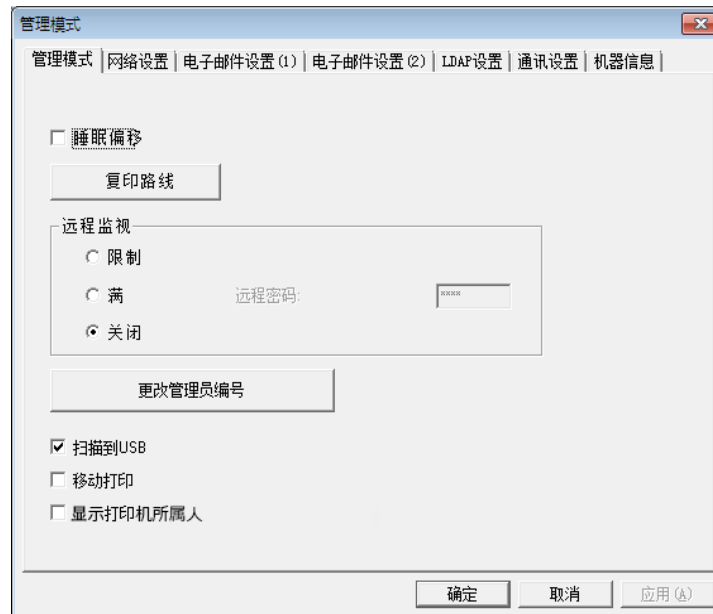 管理模式
管理模式 网络设置 电子邮件设置(1) 电子邮件设置(2) LDAP设置 通讯设置 机器信息
睡眠偏移
复印路线
远程监视
限制
满 远程密码: ****
关闭
更改管理员编号
扫描到USB
移动打印
显示打印机所属人
确定 取消 应用(A)